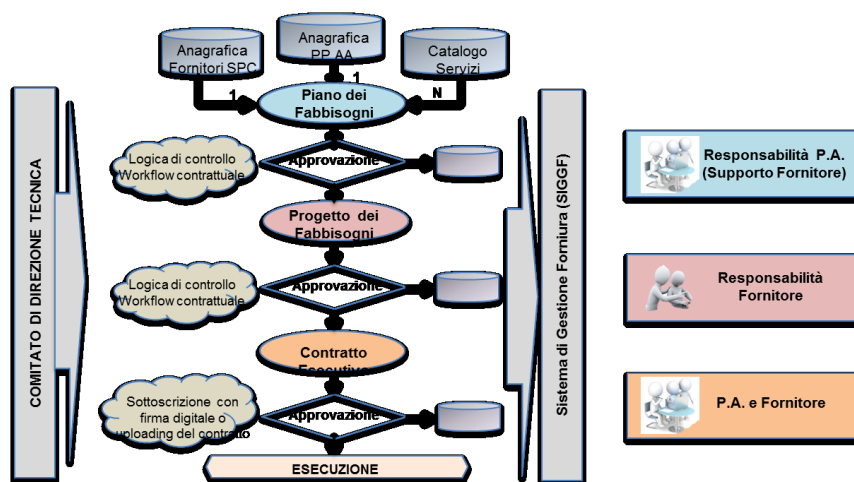 Anagrafica
Fornitori SPC
Anagrafica
PP.AA
Catalogo
Servizi
1
1
N
Piano dei
Fabbisogni
Logica di controllo
Workflow contrattuale
Approvazione
Progetto dei
Fabbisogni
Logica di controllo
Workflow contrattuale
Approvazione
Contratto
Esecutivo
Sottoscrizione con
firma digitale o
uploading del contratto
Approvazione
ESECUZIONE
COMITATO DI DIREZIONE TECNICA
Sistema di Gestione Forniura (SIGGF)
Responsabilità P.A.
(Supporto Fornitore)
Responsabilità
Fornitore
P.A. e Fornitore